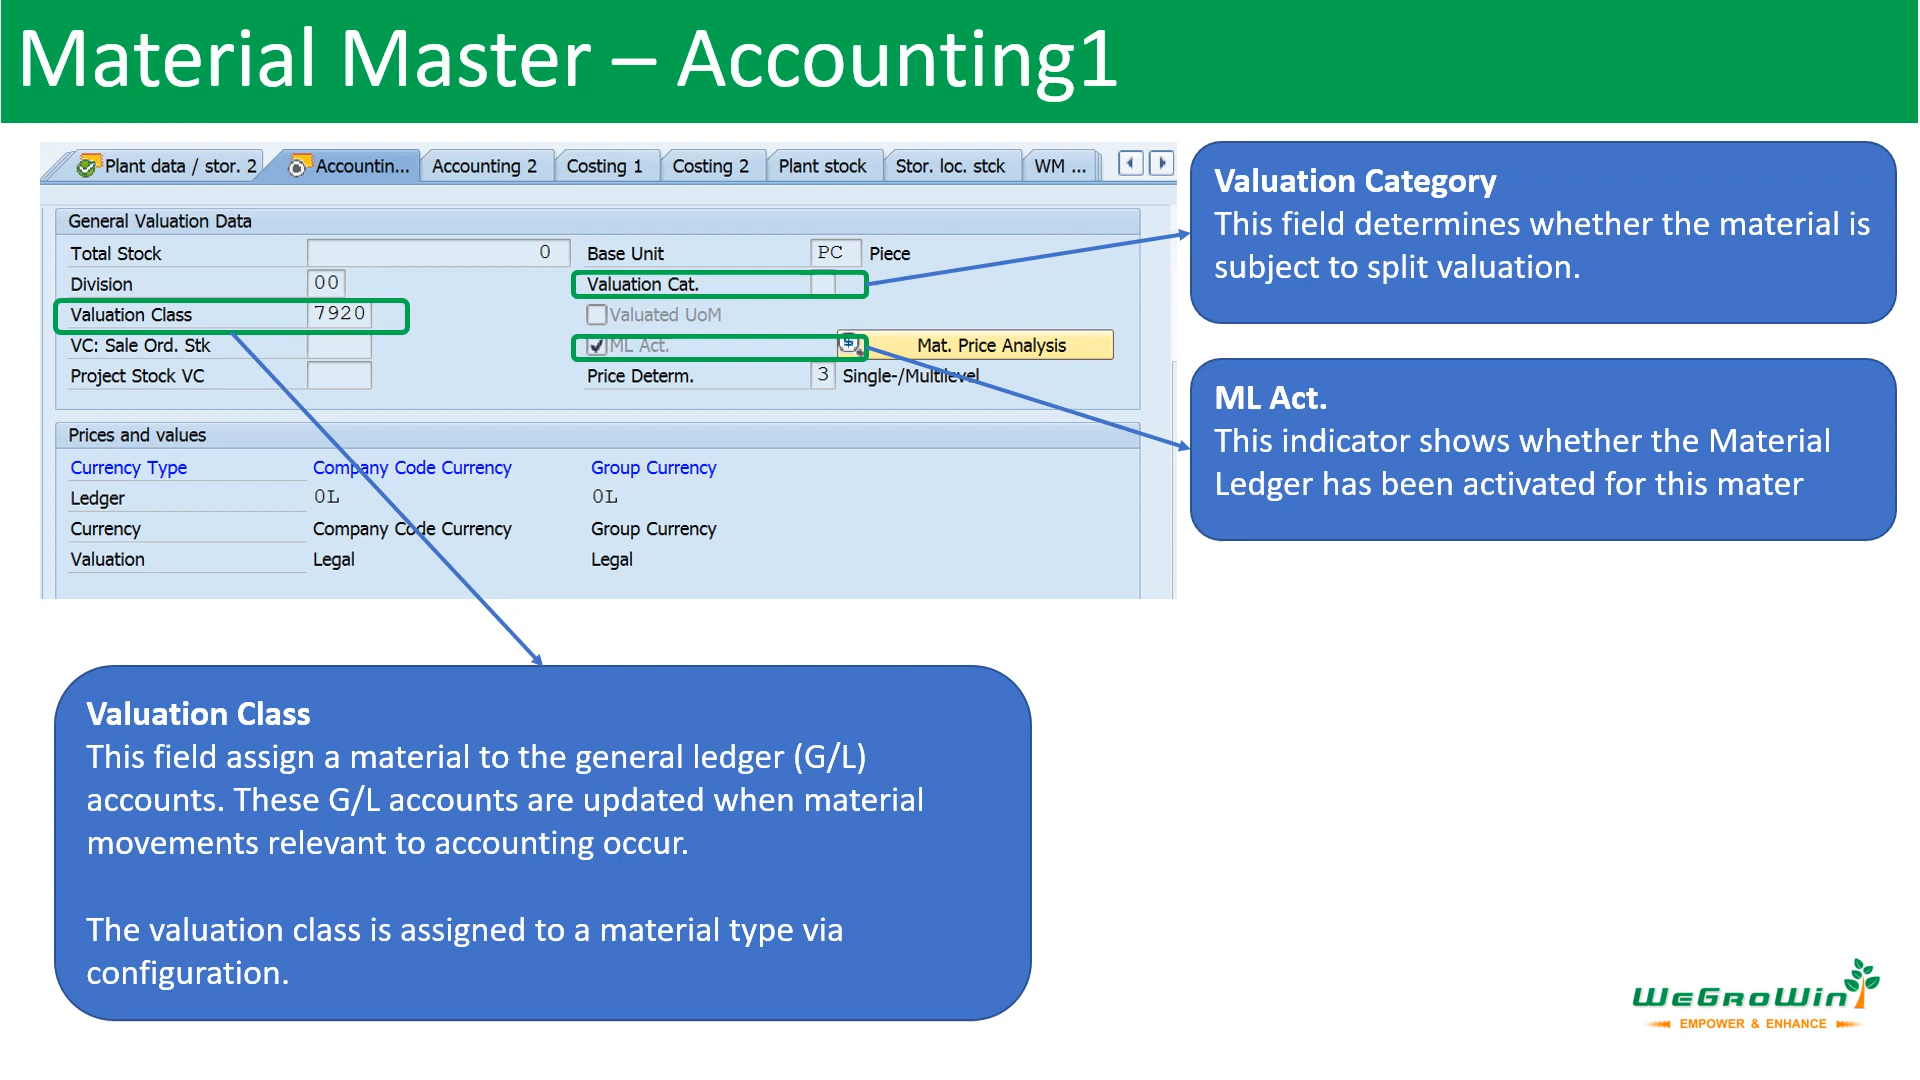 Material Master – Accounting1
Plant data / stor. 2 Accountin... Accounting 2 Costing 1 Costing 2 Plant stock Stor. loc. stck WM ...
General Valuation Data
Total Stock 0 Base Unit PC Piece
Division 00 Valuation Cat.
Valuation Class 7920 Valuated UoM
VC: Sale Ord. Stk ML Act. Mat. Price Analysis
Project Stock VC Price Determ. 3 Single-/Multilevel
Prices and values
Currency Type Company Code Currency Group Currency
Ledger 0L 0L
Currency Company Code Currency Group Currency
Valuation Legal Legal
Valuation Category
This field determines whether the material is
subject to split valuation.
ML Act.
This indicator shows whether the Material
Ledger has been activated for this mater
Valuation Class
This field assign a material to the general ledger (G/L)
accounts. These G/L accounts are updated when material
movements relevant to accounting occur.
The valuation class is assigned to a material type via
configuration.
WeGroWin
EMPOWER & ENHANCE